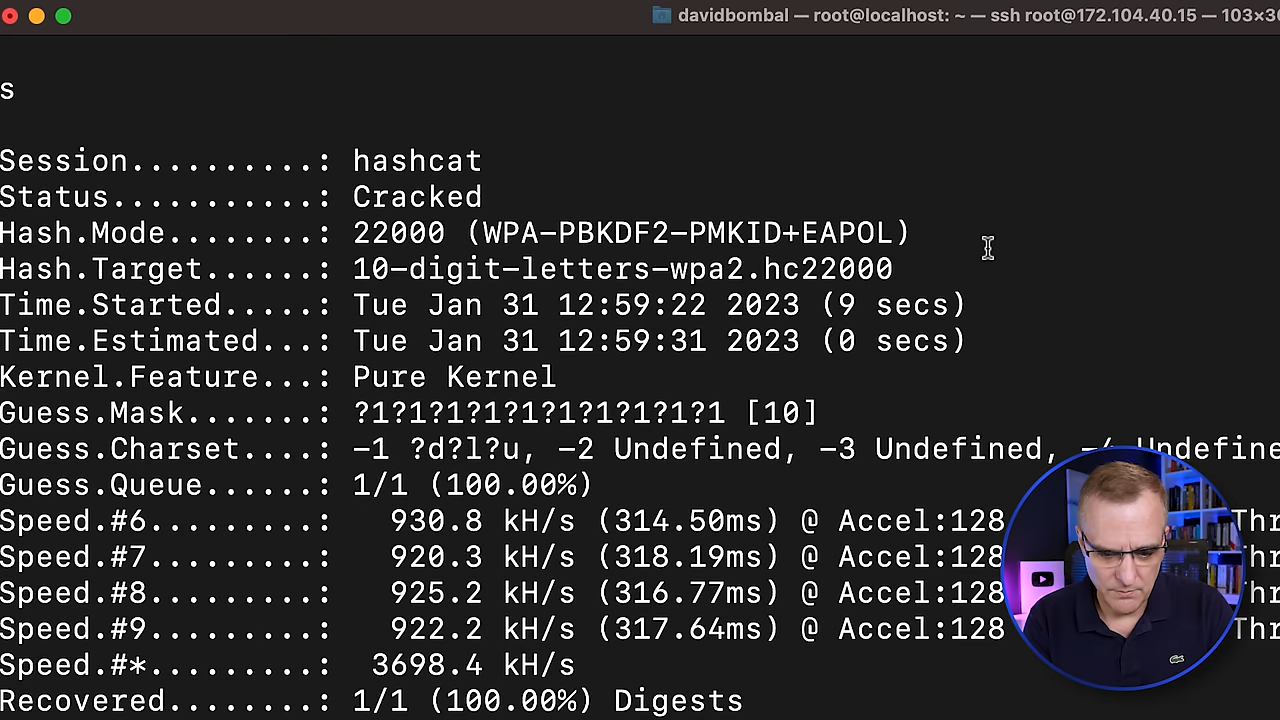 davidbombal — root@localhost: ~ — ssh root@172.104.40.15 — 103×3
s
Session..........: hashcat
Status...........: Cracked
Hash.Mode........: 22000 (WPA-PBKDF2-PMKID+EAPOL)
Hash.Target......: 10-digit-letters-wpa2.hc22000
Time.Started.....: Tue Jan 31 12:59:22 2023 (9 secs)
Time.Estimated...: Tue Jan 31 12:59:31 2023 (0 secs)
Kernel.Feature...: Pure Kernel
Guess.Mask.......: ?1?1?1?1?1?1?1?1?1?1 [10]
Guess.Charset....: -1 ?d?l?u, -2 Undefined, -3 Undefined, -4 Undefine
Guess.Queue......: 1/1 (100.00%)
Speed.#6.........:   930.8 kH/s (314.50ms) @ Accel:128 Thr
Speed.#7.........:   920.3 kH/s (318.19ms) @ Accel:128 Thr
Speed.#8.........:   925.2 kH/s (316.77ms) @ Accel:128 Thr
Speed.#9.........:   922.2 kH/s (317.64ms) @ Accel:128 Thr
Speed.#*.........:  3698.4 kH/s
Recovered........: 1/1 (100.00%) Digests